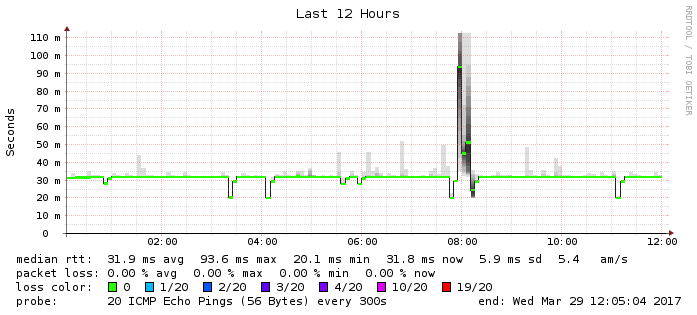 Last 12 Hours
RRDTOOL / TOBI OETIKER
Seconds
110 m
100 m
90 m
80 m
70 m
60 m
50 m
40 m
30 m
20 m
10 m
0
02:00 04:00 06:00 08:00 10:00 12:00
median rtt: 31.9 ms avg 93.6 ms max 20.1 ms min 31.8 ms now 5.9 ms sd 5.4 am/s
packet loss: 0.00 % avg 0.00 % max 0.00 % min 0.00 % now
loss color: 0 1/20 2/20 3/20 4/20 10/20 19/20
probe: 20 ICMP Echo Pings (56 Bytes) every 300s end: Wed Mar 29 12:05:04 2017